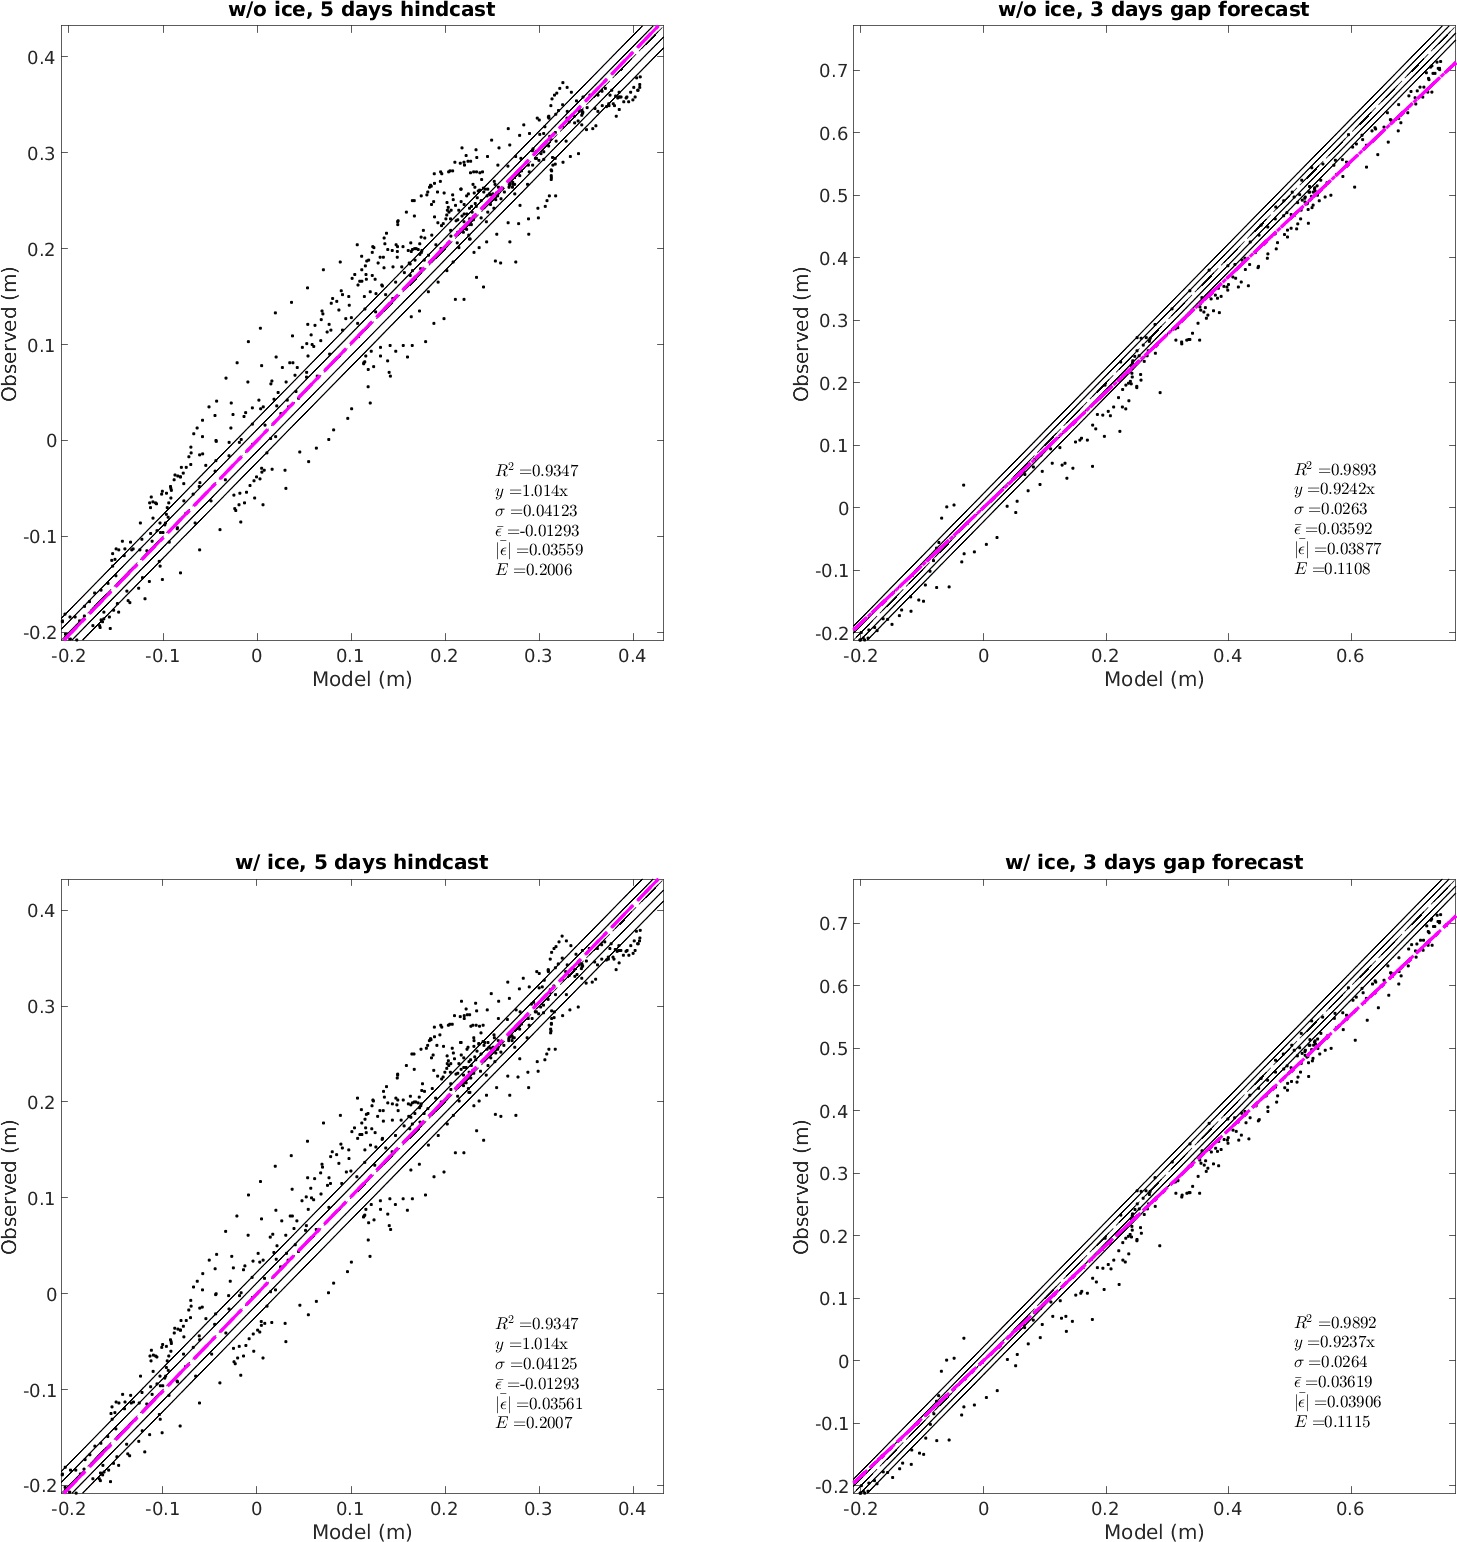 w/o ice, 5 days hindcast
0.4
0.3
0.2
0.1
0
-0.1
-0.2
Observed (m)
R² =0.9347
y =1.014x
σ =0.04123
ϵ̄ =-0.01293
|ϵ̄| =0.03559
E =0.2006
-0.2 -0.1 0 0.1 0.2 0.3 0.4
Model (m)
w/o ice, 3 days gap forecast
0.7
0.6
0.5
0.4
0.3
0.2
0.1
0
-0.1
-0.2
Observed (m)
R² =0.9893
y =0.9242x
σ =0.0263
ϵ̄ =0.03592
|ϵ̄| =0.03877
E =0.1108
-0.2 0 0.2 0.4 0.6
Model (m)
w/ ice, 5 days hindcast
0.4
0.3
0.2
0.1
0
-0.1
-0.2
Observed (m)
R² =0.9347
y =1.014x
σ =0.04125
ϵ̄ =-0.01293
|ϵ̄| =0.03561
E =0.2007
-0.2 -0.1 0 0.1 0.2 0.3 0.4
Model (m)
w/ ice, 3 days gap forecast
0.7
0.6
0.5
0.4
0.3
0.2
0.1
0
-0.1
-0.2
Observed (m)
R² =0.9892
y =0.9237x
σ =0.0264
ϵ̄ =0.03619
|ϵ̄| =0.03906
E =0.1115
-0.2 0 0.2 0.4 0.6
Model (m)